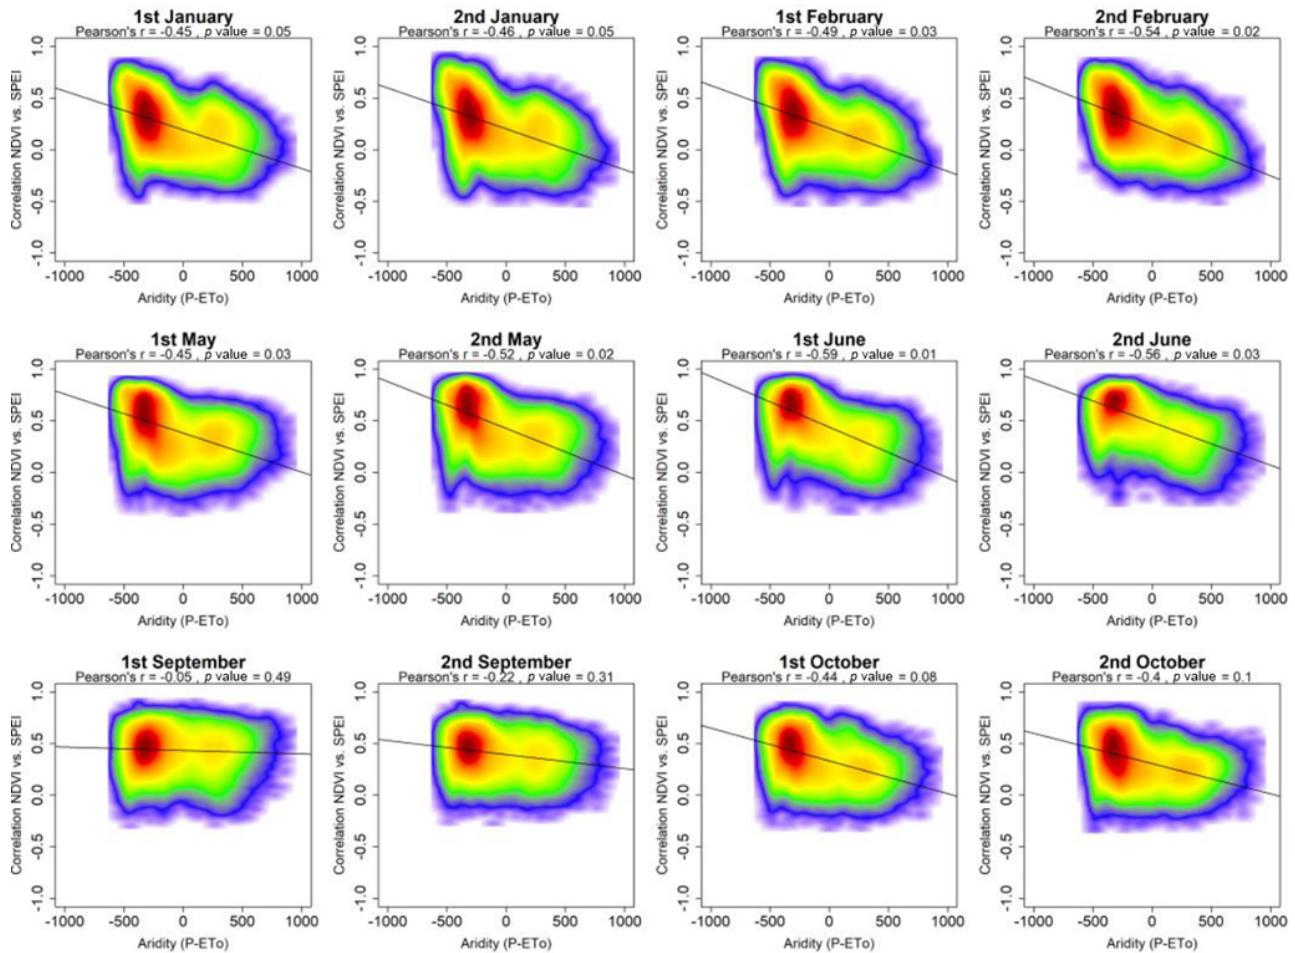 1st January
Pearson's r = -0.45 , p value = 0.05
Correlation NDVI vs. SPEI
1.0
0.5
0.0
-0.5
-1.0
-1000 -500 0 500 1000
Aridity (P-ETo)
2nd January
Pearson's r = -0.46 , p value = 0.05
Correlation NDVI vs. SPEI
1.0
0.5
0.0
-0.5
-1.0
-1000 -500 0 500 1000
Aridity (P-ETo)
1st February
Pearson's r = -0.49 , p value = 0.03
Correlation NDVI vs. SPEI
1.0
0.5
0.0
-0.5
-1.0
-1000 -500 0 500 1000
Aridity (P-ETo)
2nd February
Pearson's r = -0.54 , p value = 0.02
Correlation NDVI vs. SPEI
1.0
0.5
0.0
-0.5
-1.0
-1000 -500 0 500 1000
Aridity (P-ETo)
1st May
Pearson's r = -0.45 , p value = 0.03
Correlation NDVI vs. SPEI
1.0
0.5
0.0
-0.5
-1.0
-1000 -500 0 500 1000
Aridity (P-ETo)
2nd May
Pearson's r = -0.52 , p value = 0.02
Correlation NDVI vs. SPEI
1.0
0.5
0.0
-0.5
-1.0
-1000 -500 0 500 1000
Aridity (P-ETo)
1st June
Pearson's r = -0.59 , p value = 0.01
Correlation NDVI vs. SPEI
1.0
0.5
0.0
-0.5
-1.0
-1000 -500 0 500 1000
Aridity (P-ETo)
2nd June
Pearson's r = -0.56 , p value = 0.03
Correlation NDVI vs. SPEI
1.0
0.5
0.0
-0.5
-1.0
-1000 -500 0 500 1000
Aridity (P-ETo)
1st September
Pearson's r = -0.05 , p value = 0.49
Correlation NDVI vs. SPEI
1.0
0.5
0.0
-0.5
-1.0
-1000 -500 0 500 1000
Aridity (P-ETo)
2nd September
Pearson's r = -0.22 , p value = 0.31
Correlation NDVI vs. SPEI
1.0
0.5
0.0
-0.5
-1.0
-1000 -500 0 500 1000
Aridity (P-ETo)
1st October
Pearson's r = -0.44 , p value = 0.08
Correlation NDVI vs. SPEI
1.0
0.5
0.0
-0.5
-1.0
-1000 -500 0 500 1000
Aridity (P-ETo)
2nd October
Pearson's r = -0.4 , p value = 0.1
Correlation NDVI vs. SPEI
1.0
0.5
0.0
-0.5
-1.0
-1000 -500 0 500 1000
Aridity (P-ETo)